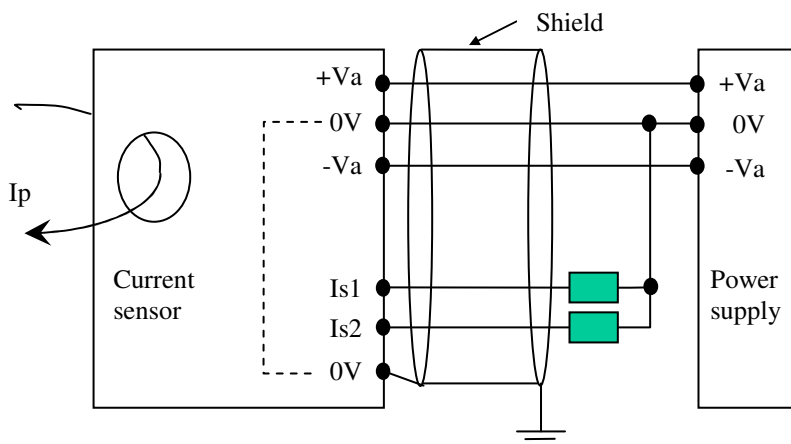 Shield
+Va
0V
-Va
Ip
Current
sensor
Is1
Is2
0V
+Va
0V
-Va
Power
supply